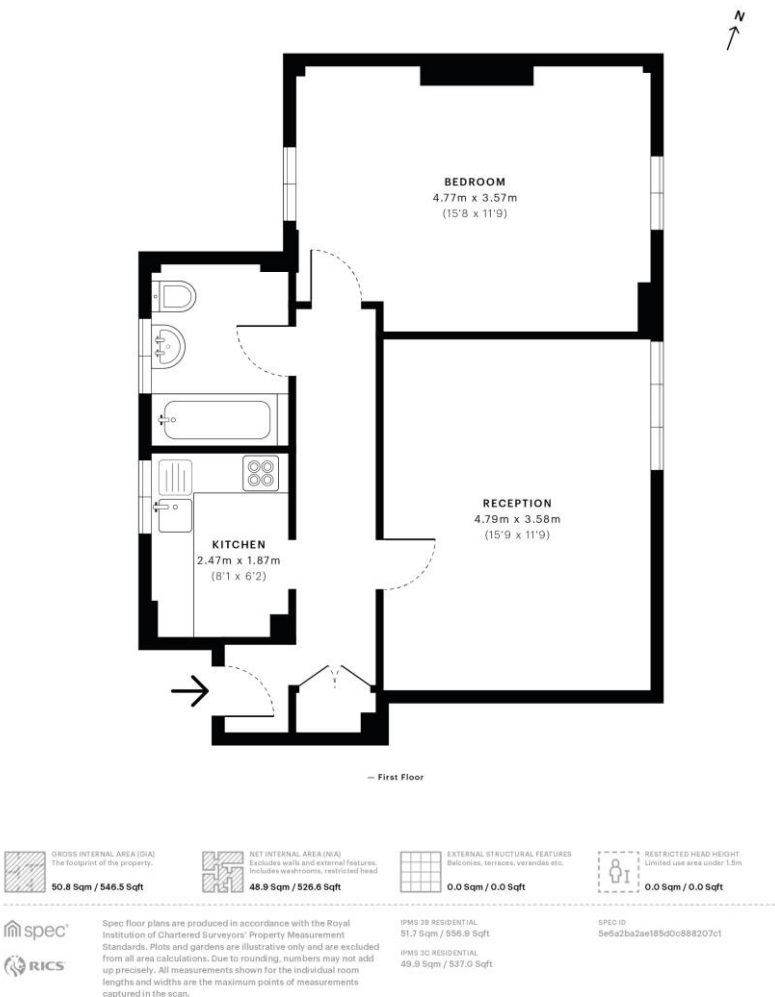 N
BEDROOM
4.77m x 3.57m
(15'8 x 11'9)
RECEPTION
4.79m x 3.58m
(15'9 x 11'9)
KITCHEN
2.47m x 1.87m
(8'1 x 6'2)
— First Floor
GROSS INTERNAL AREA (GIA)
The footprint of the property.
50.8 Sqm / 546.5 Sqft
NET INTERNAL AREA (NIA)
Excludes walls and external features.
Includes washrooms, restricted head
48.9 Sqm / 526.6 Sqft
EXTERNAL STRUCTURAL FEATURES
Balconies, terraces, verandas etc.
0.0 Sqm / 0.0 Sqft
RESTRICTED HEAD HEIGHT
Limited use area under 1.5m
0.0 Sqm / 0.0 Sqft
spec
RICS
Spec floor plans are produced in accordance with the Royal
Institution of Chartered Surveyors' Property Measurement
Standards. Plots and gardens are illustrative only and are excluded
from all area calculations. Due to rounding, numbers may not add
up precisely. All measurements shown for the individual room
lengths and widths are the maximum points of measurements
captured in the scan.
IPMS 3B RESIDENTIAL
51.7 Sqm / 556.9 Sqft
IPMS 3C RESIDENTIAL
49.9 Sqm / 537.0 Sqft
SPEC ID
5e6a2ba2ae185d0c888207c1